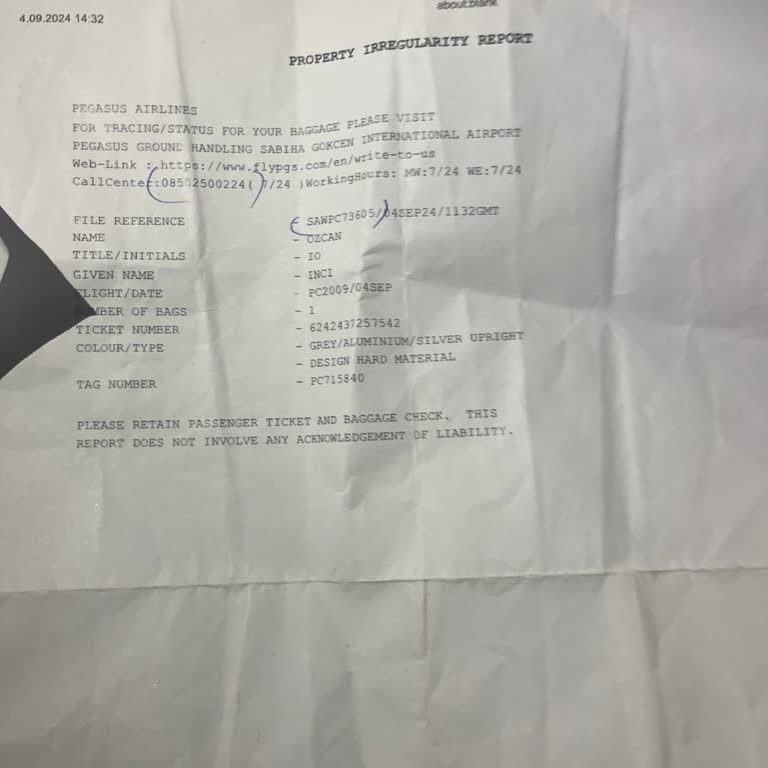 about:blank
4.09.2024 14:32
PROPERTY IRREGULARITY REPORT
PEGASUS AIRLINES
FOR TRACING/STATUS FOR YOUR BAGGAGE PLEASE VISIT
PEGASUS GROUND HANDLING SABIHA GOKCEN INTERNATIONAL AIRPORT
Web-Link : https://www.flypgs.com/en/write-to-us
CallCenter:08502500224( 7/24 )WorkingHours: MW:7/24 WE:7/24
FILE REFERENCE - SAWPC73605/04SEP24/1132GMT
NAME - OZCAN
TITLE/INITIALS - IO
GIVEN NAME - INCI
FLIGHT/DATE - PC2009/04SEP
NUMBER OF BAGS - 1
TICKET NUMBER - 6242437257542
COLOUR/TYPE - GREY/ALUMINIUM/SILVER UPRIGHT
- DESIGN HARD MATERIAL
TAG NUMBER - PC715840
PLEASE RETAIN PASSENGER TICKET AND BAGGAGE CHECK. THIS
REPORT DOES NOT INVOLVE ANY ACKNOWLEDGEMENT OF LIABILITY.